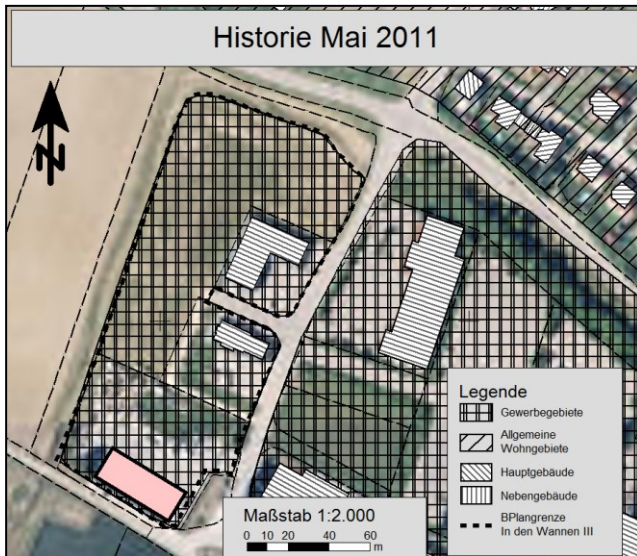 Historie Mai 2011
N
Legende
Gewerbegebiete
Allgemeine
Wohngebiete
Hauptgebäude
Nebengebäude
BPlangrenze
In den Wannen III
Maßstab 1:2.000
0 10 20 40 60
m